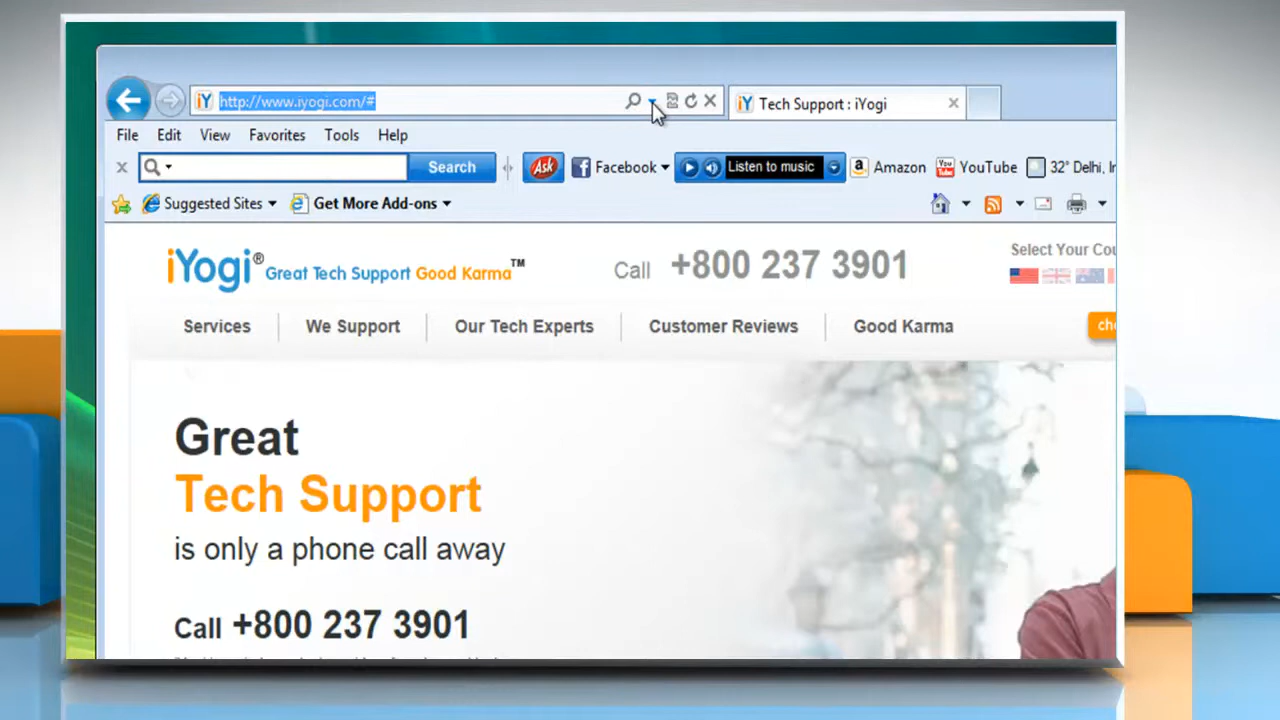 http://www.iyogi.com/#
Tech Support : iYogi
File Edit View Favorites Tools Help
Search Ask Facebook Listen to music Amazon YouTube 32° Delhi, I
Suggested Sites Get More Add-ons
iYogi® Great Tech Support Good Karma™
Call +800 237 3901
Select Your Cou
Services We Support Our Tech Experts Customer Reviews Good Karma
Great
Tech Support
is only a phone call away
Call +800 237 3901